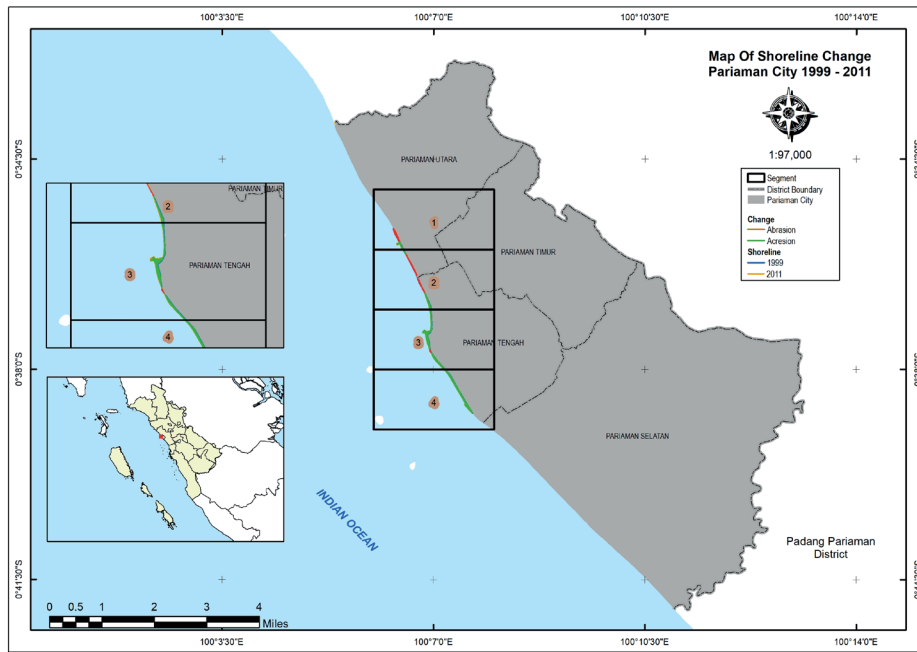 100°3'30"E 100°7'0"E 100°10'30"E 100°14'0"E
Map Of Shoreline Change
Pariaman City 1999 - 2011
1:97,000
Segment
District Boundary
Pariaman City
Change
Abrasion
Acresion
Shoreline
1999
2011
0°34'30"S
0°38'0"S
0°41'30"S
PARIAMAN UTARA
PARIAMAN TIMUR
PARIAMAN TENGAH
PARIAMAN SELATAN
1
2
3
4
PARIAMAN TIMUR
2
PARIAMAN TENGAH
3
4
INDIAN OCEAN
Padang Pariaman
District
0 0.5 1 2 3 4
Miles
100°3'30"E 100°7'0"E 100°10'30"E 100°14'0"E